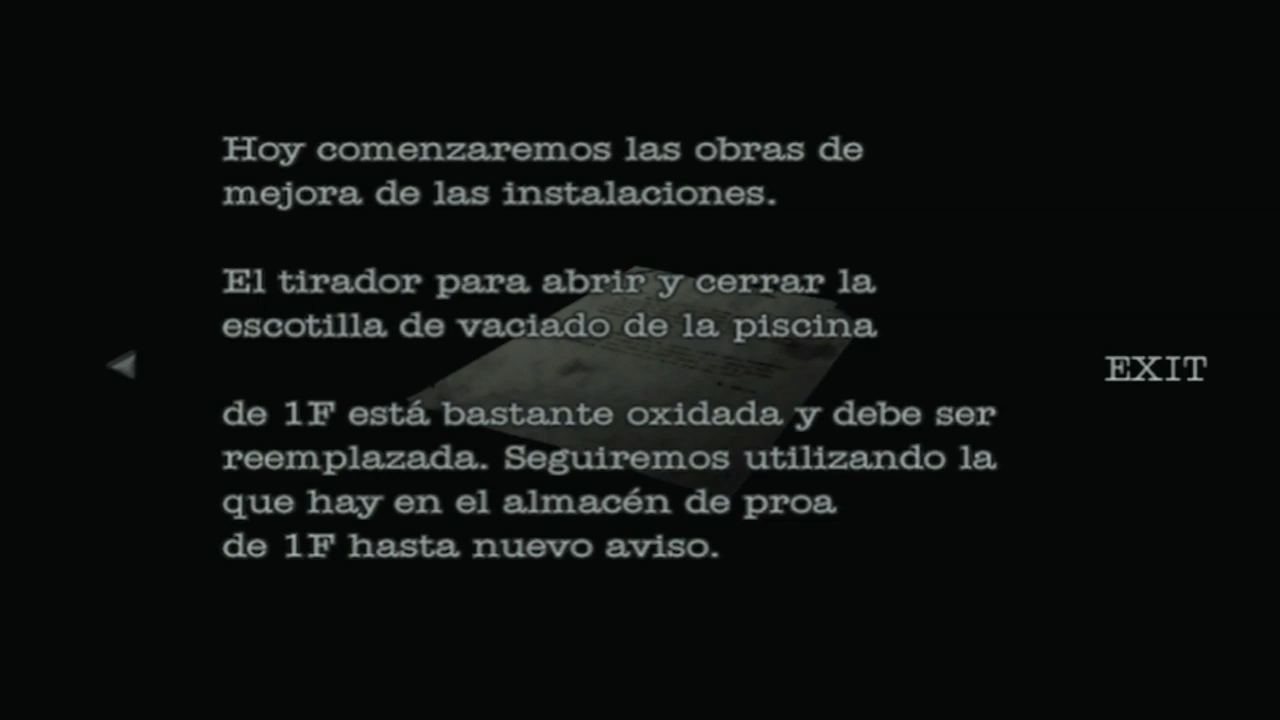 Hoy comenzaremos las obras de
mejora de las instalaciones.
El tirador para abrir y cerrar la
escotilla de vaciado de la piscina
de 1F está bastante oxidada y debe ser
reemplazada. Seguiremos utilizando la
que hay en el almacén de proa
de 1F hasta nuevo aviso.
EXIT